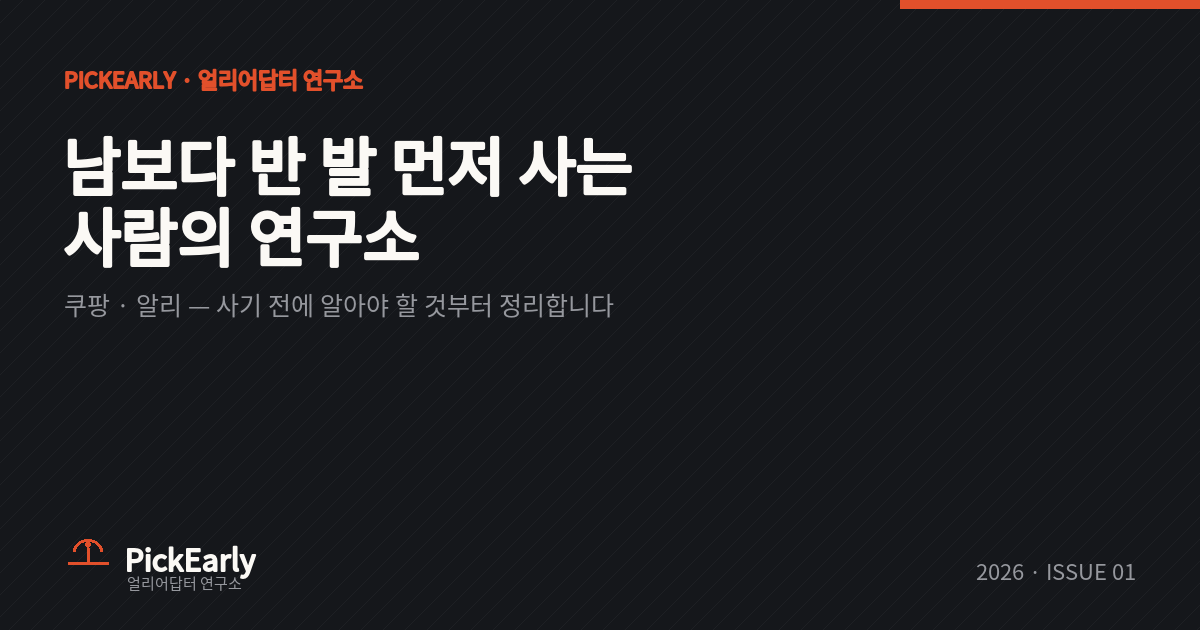 PICKEARLY · 얼리어답터 연구소
남보다 반 발 먼저 사는
사람의 연구소
쿠팡 · 알리 — 사기 전에 알아야 할 것부터 정리합니다
PickEarly
얼리어답터 연구소
2026 · ISSUE 01